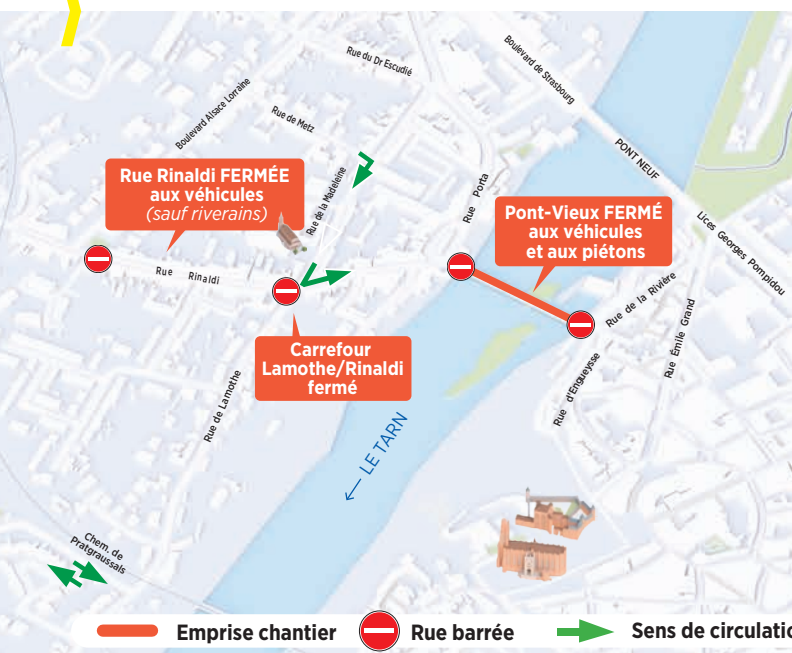 Rue du Dr Escudié
Boulevard de Strasbourg
Boulevard Alsace Lorraine
Rue de Metz
PONT NEUF
Rue Rinaldi FERMÉE
aux véhicules
(sauf riverains)
Rue de la Madeleine
Rue Porta
Pont-Vieux FERMÉ
aux véhicules
et aux piétons
Lices Georges Pompidou
Rue Rinaldi
Rue de la Rivière
Rue Émile Grand
Carrefour
Lamothe/Rinaldi
fermé
Rue de Lamothe
Rue d'Engueysse
← LE TARN
Chem. de
Pratgraussals
Emprise chantier
Rue barrée
Sens de circulatio